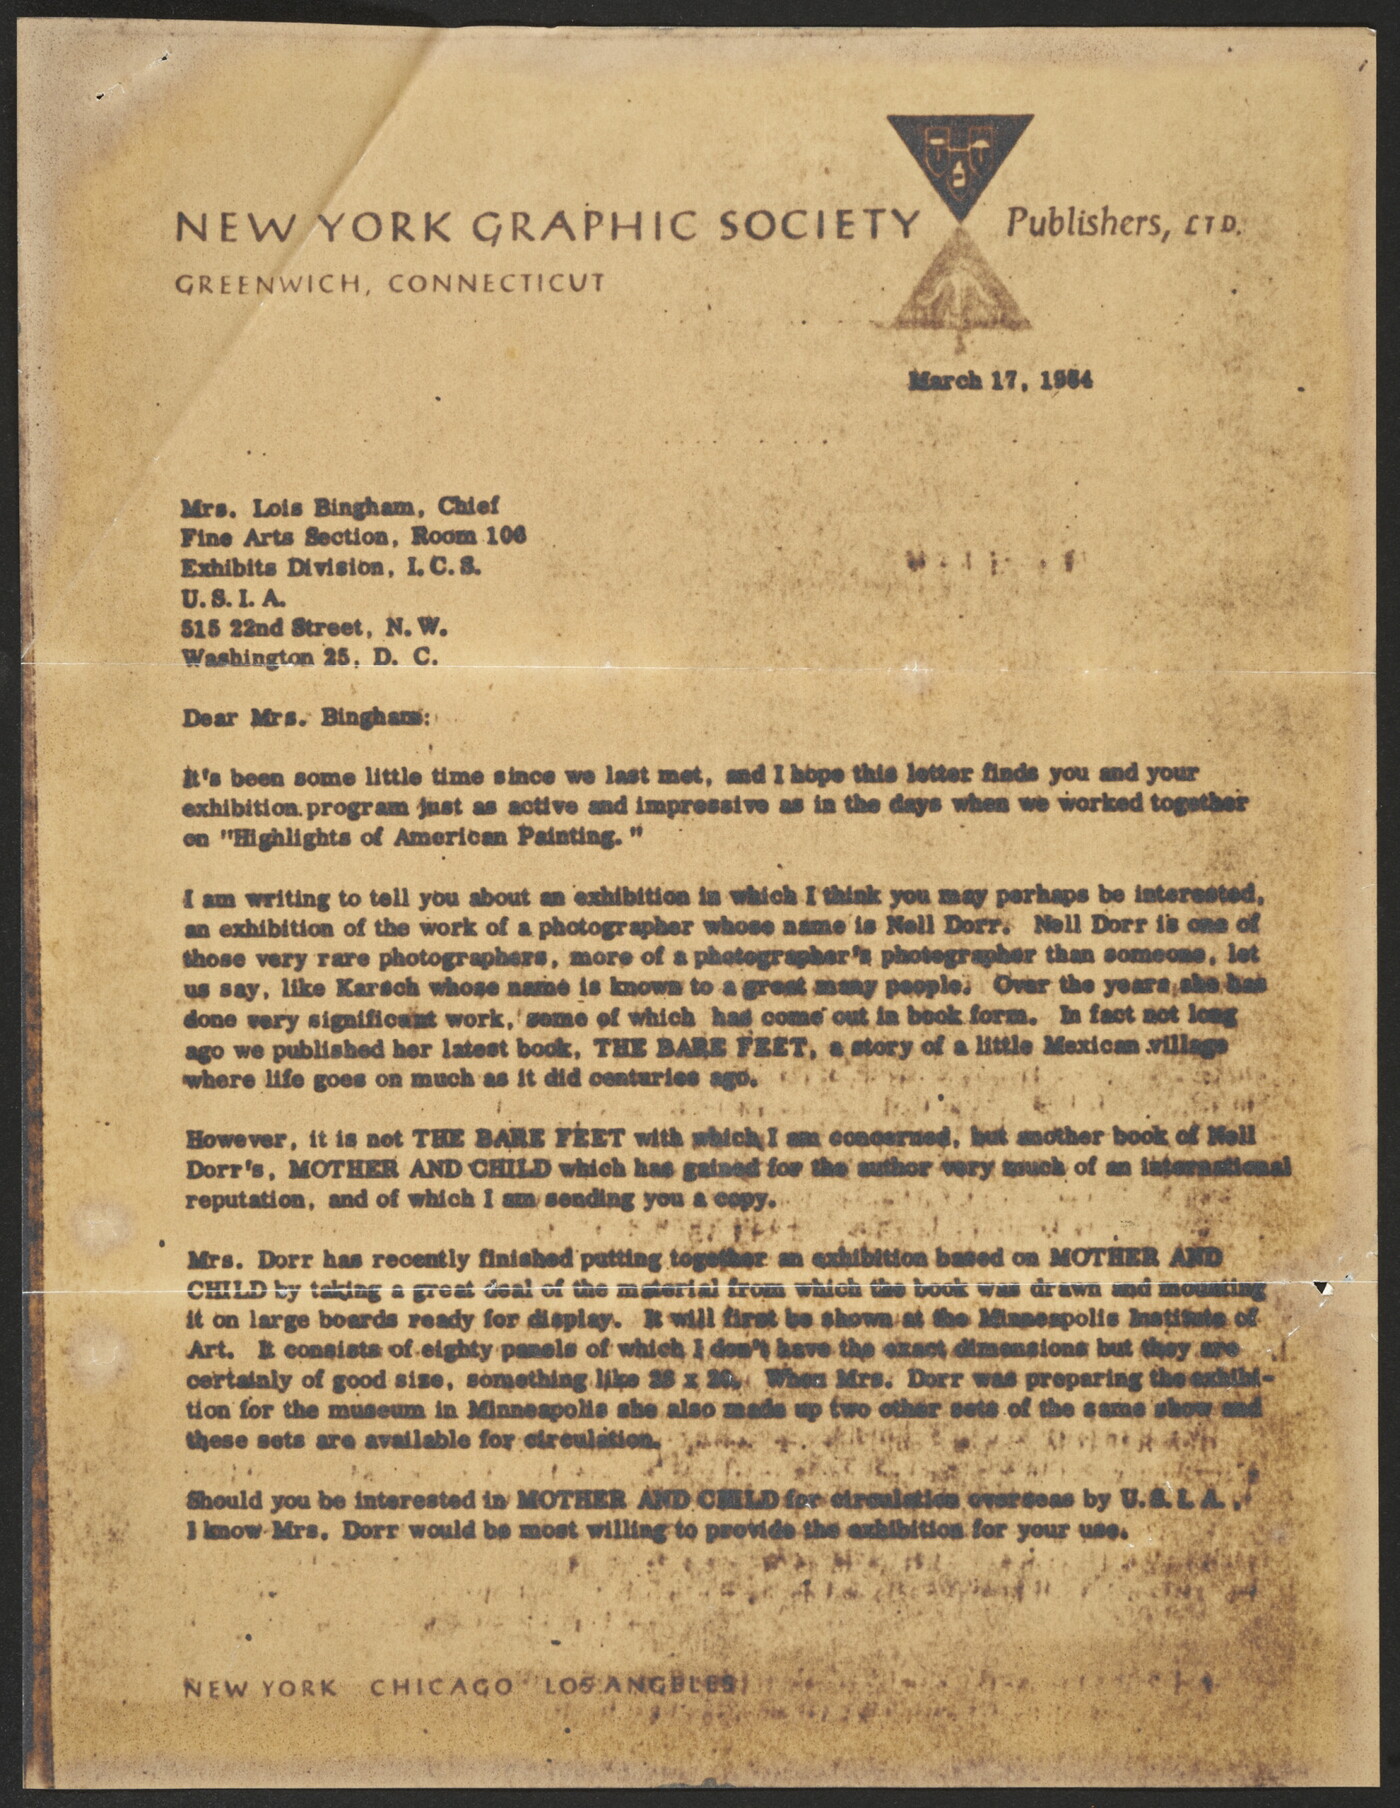 NEW YORK GRAPHIC SOCIETY Publishers, LTD.
GREENWICH, CONNECTICUT
March 17, 1964
Mrs. Lois Bingham, Chief
Fine Arts Section, Room 106
Exhibits Division, I.C.S.
U.S.I.A.
515 22nd Street, N.W.
Washington 25, D. C.
Dear Mrs. Bingham:
It's been some little time since we last met, and I hope this letter finds you and your
exhibition program just as active and impressive as in the days when we worked together
on "Highlights of American Painting."
I am writing to tell you about an exhibition in which I think you may perhaps be interested,
an exhibition of the work of a photographer whose name is Nell Dorr. Nell Dorr is one of
those very rare photographers, more of a photographer's photographer than someone, let
us say, like Karsch whose name is known to a great many people. Over the years she has
done very significant work, some of which has come out in book form. In fact not long
ago we published her latest book, THE BARE FEET, a story of a little Mexican village
where life goes on much as it did centuries ago.
However, it is not THE BARE FEET with which I am concerned, but another book of Nell
Dorr's, MOTHER AND CHILD which has gained for the author very much of an international
reputation, and of which I am sending you a copy.
Mrs. Dorr has recently finished putting together an exhibition based on MOTHER AND
CHILD by taking a great deal of the material from which the book was drawn and mounting
it on large boards ready for display. It will first be shown at the Minneapolis Institute of
Art. It consists of eighty panels of which I don't have the exact dimensions but they are
certainly of good size, something like x 20. When Mrs. Dorr was preparing the exhibi-
tion for the museum in Minneapolis she also made up two other sets of the same show and
these sets are available for circulation.
Should you be interested in MOTHER AND CHILD for circulation overseas by U.S.I.A.,
I know Mrs. Dorr would be most willing to provide the exhibition for your use.
NEW YORK CHICAGO LOS ANGELES